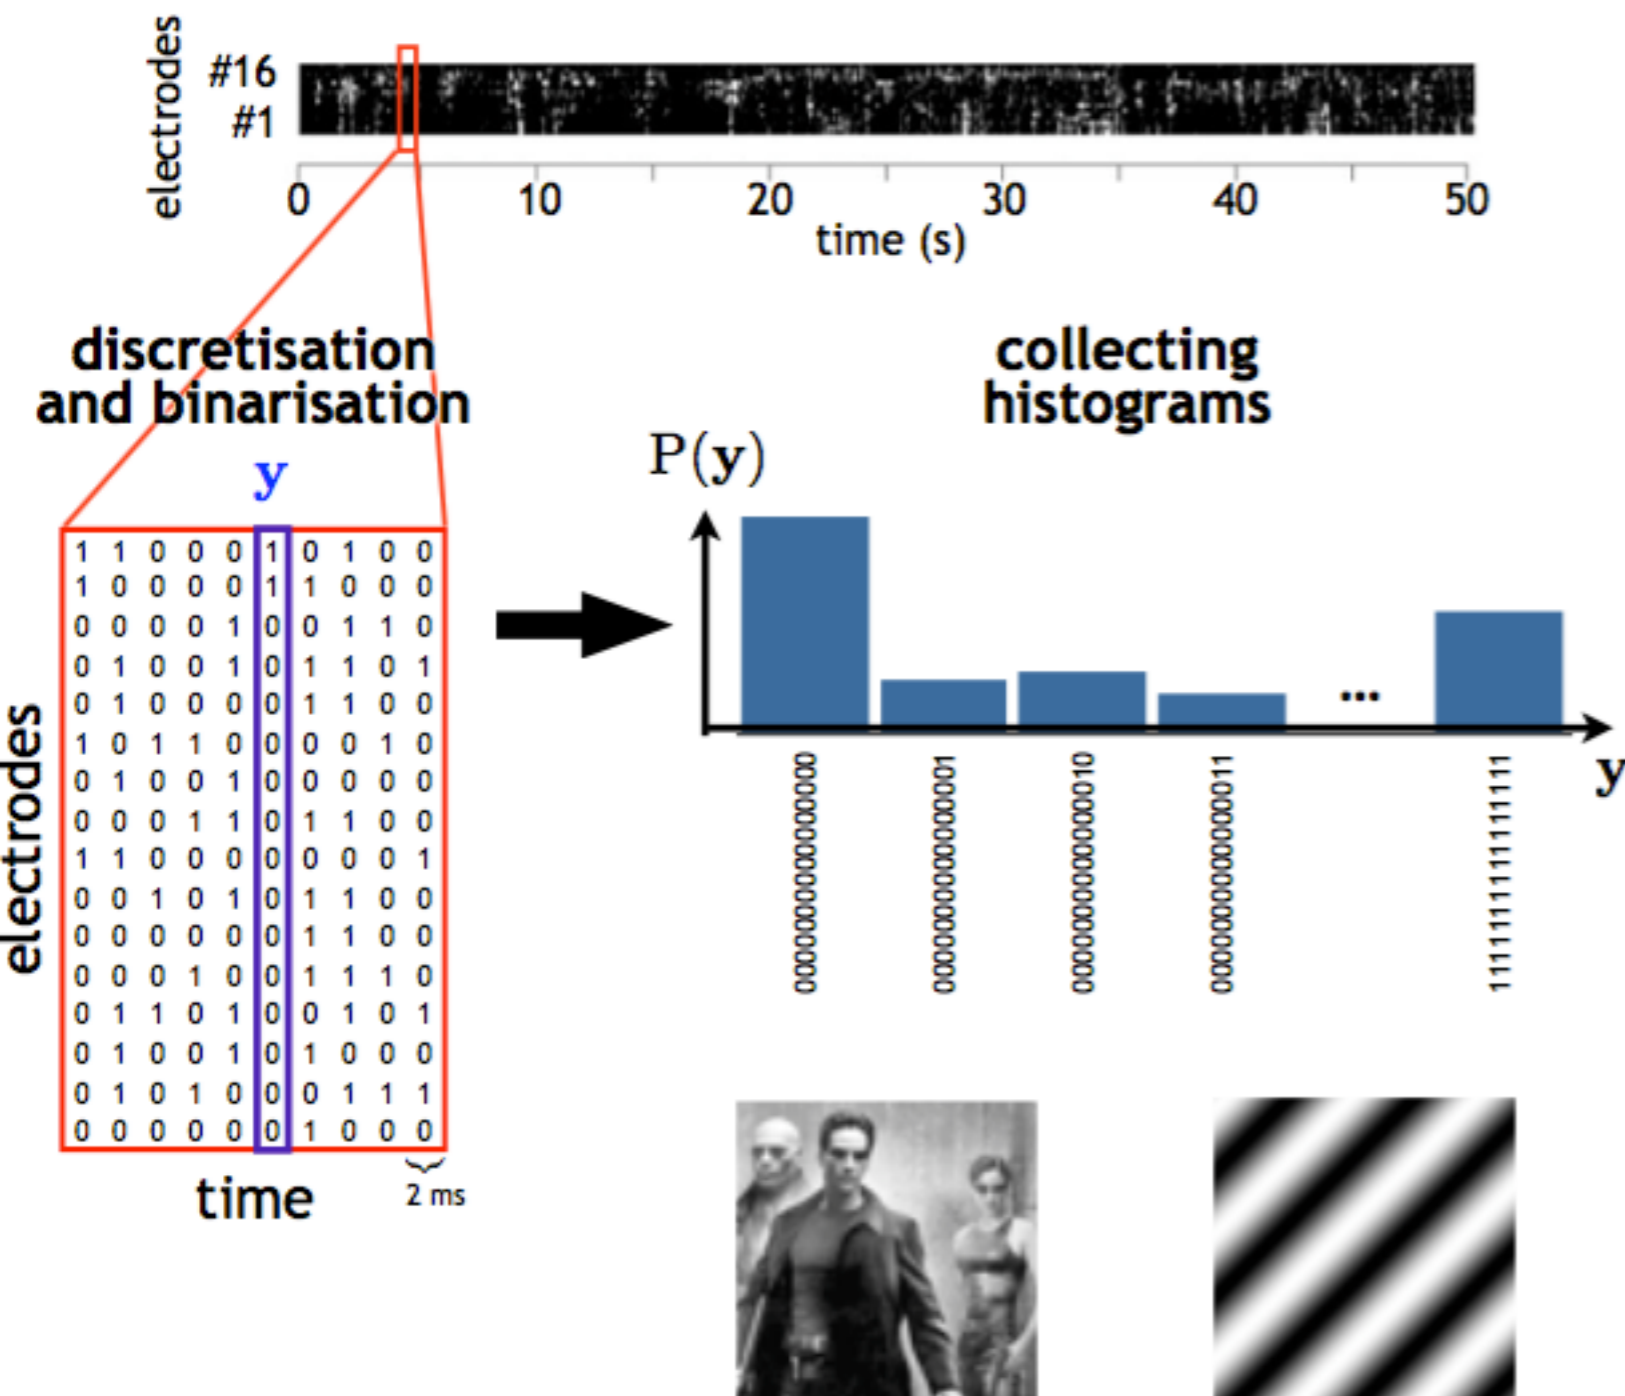 electrodes
#16
#1
0 10 20 30 40 50
time (s)
discretisation
and binarisation
y
1 1 0 0 0 1 0 1 0 0
1 0 0 0 0 1 1 0 0 0
0 0 0 0 1 0 0 1 1 0
0 1 0 0 1 0 1 1 0 1
0 1 0 0 0 0 1 1 0 0
1 0 1 1 0 0 0 0 1 0
0 1 0 0 1 0 0 0 0 0
0 0 0 1 1 0 1 1 0 0
1 1 0 0 0 0 0 0 0 1
0 0 1 0 1 0 1 1 0 0
0 0 0 0 0 0 1 1 0 0
0 0 0 1 0 0 1 1 1 0
0 1 1 0 1 0 0 1 0 1
0 1 0 0 1 0 1 0 0 0
0 1 0 1 0 0 0 1 1 1
0 0 0 0 0 0 1 0 0 0
electrodes
time
2 ms
collecting
histograms
P(y)
...
y
0000000000000000
0000000000000001
0000000000000010
0000000000000011
1111111111111111